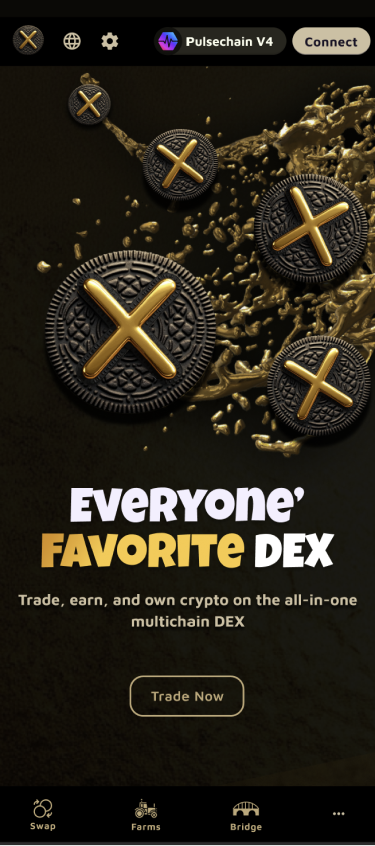 Pulsechain V4
Connect
Everyone’
Favorite DEX
Trade, earn, and own crypto on the all-in-one
multichain DEX
Trade Now
Swap
Farms
Bridge